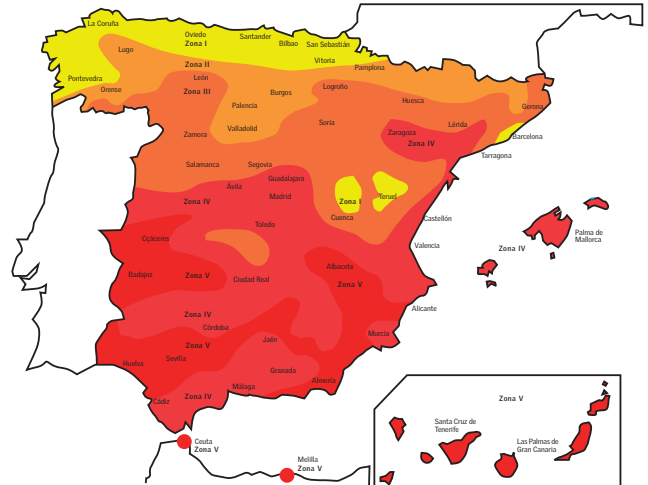 La Coruña
Oviedo
Zona I
Santander
Bilbao
San Sebastián
Lugo
Vitoria
Zona II
Pamplona
Pontevedra
León
Orense
Zona III
Palencia
Burgos
Logroño
Huesca
Gerona
Zamora
Valladolid
Soria
Zaragoza
Lérida
Zona IV
Barcelona
Tarragona
Salamanca
Segovia
Guadalajara
Ávila
Madrid
Zona IV
Zona I
Teruel
Cuenca
Castellón
Toledo
Cçáceres
Valencia
Zona IV
Palma de
Mallorca
Badajuz
Zona V
Ciudad Real
Albacete
Zona V
Alicante
Zona IV
Córdoba
Murcia
Zona V
Jaén
Sevilla
Huelva
Granada
Almería
Málaga
Cádiz
Zona IV
Zona V
Santa Cruz de
Tenerife
Las Palmas de
Gran Canaria
Ceuta
Zona V
Melilla
Zona V